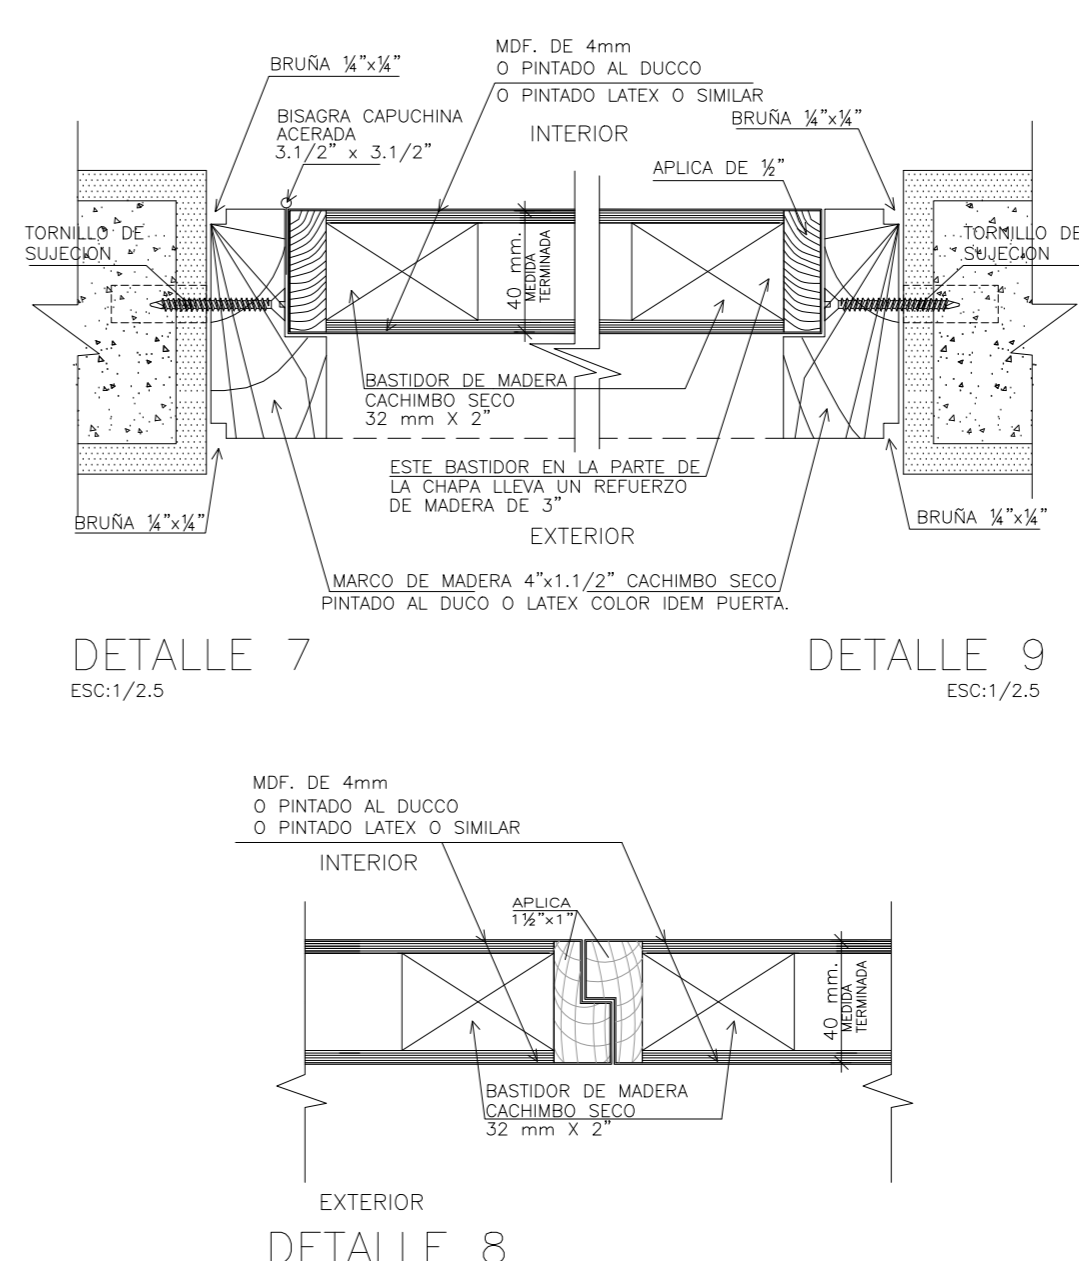 MDF. DE 4mm
O PINTADO AL DUCCO
O PINTADO LATEX O SIMILAR
BRUÑA ¼"x¼"
BISAGRA CAPUCHINA
ACERADA
3.1/2" x 3.1/2"
INTERIOR
BRUÑA ¼"x¼"
APLICA DE ½"
TORNILLO DE
SUJECION
TORNILLO DE
SUJECION
40 mm.
MEDIDA
TERMINADA
BASTIDOR DE MADERA
CACHIMBO SECO
32 mm X 2"
ESTE BASTIDOR EN LA PARTE DE
LA CHAPA LLEVA UN REFUERZO
DE MADERA DE 3"
BRUÑA ¼"x¼"
BRUÑA ¼"x¼"
EXTERIOR
MARCO DE MADERA 4"x1.1/2" CACHIMBO SECO
PINTADO AL DUCO O LATEX COLOR IDEM PUERTA.
DETALLE 7
ESC:1/2.5
DETALLE 9
ESC:1/2.5
MDF. DE 4mm
O PINTADO AL DUCCO
O PINTADO LATEX O SIMILAR
INTERIOR
APLICA
1½"x1"
40 mm.
MEDIDA
TERMINADA
BASTIDOR DE MADERA
CACHIMBO SECO
32 mm X 2"
EXTERIOR
DETALLE 8